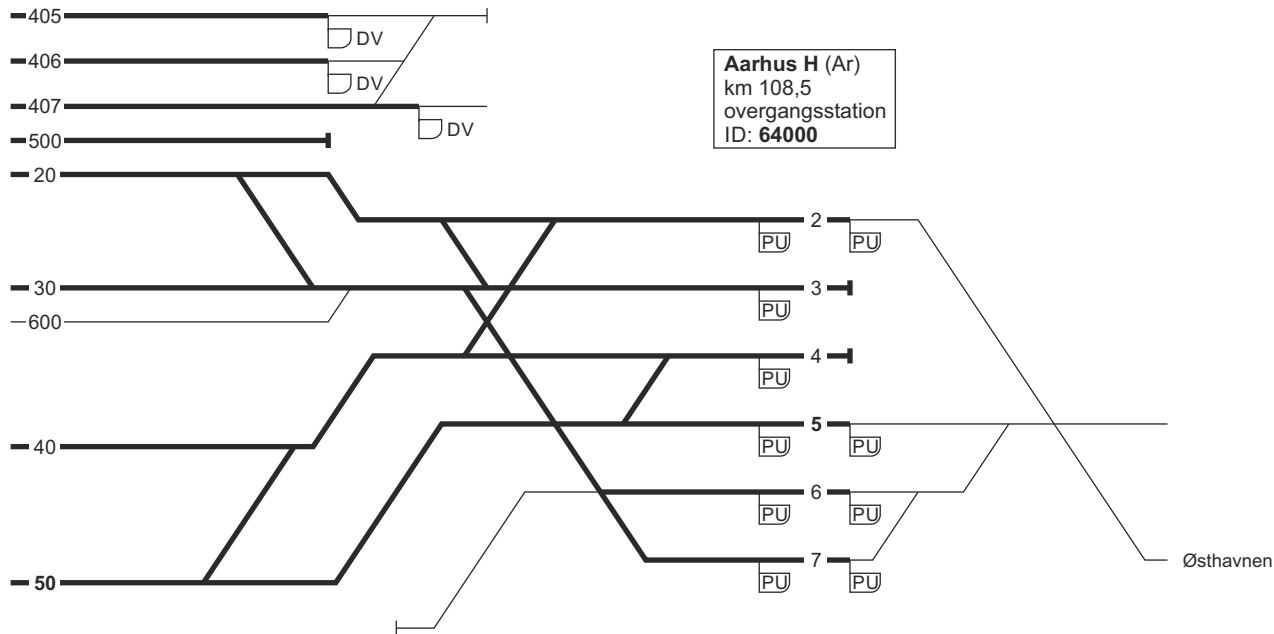 405
DV
406
DV
407
DV
500
Aarhus H (Ar)
km 108,5
overgangsstation
ID: 64000
20
2
PU PU
30
3
PU
600
4
PU
40
5
PU PU
6
PU PU
50
7
PU PU
Østhavnen